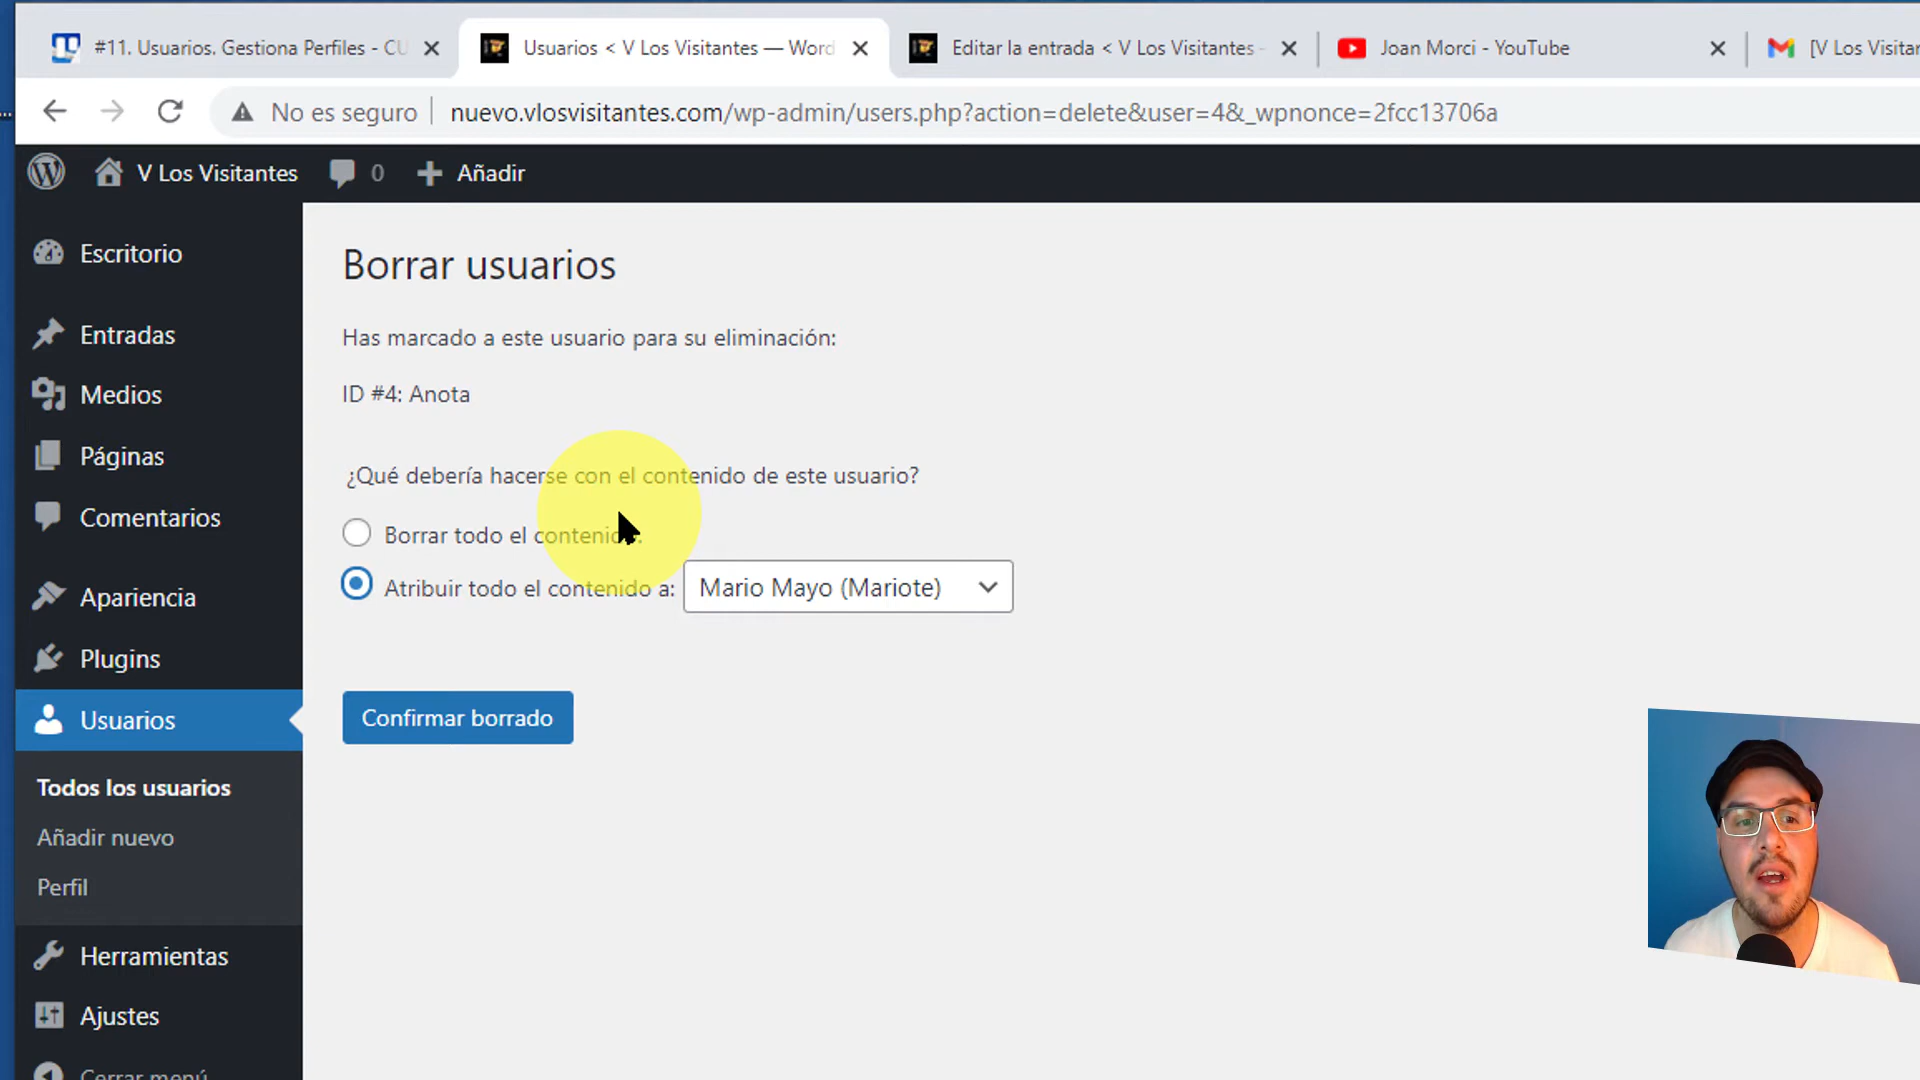 #11. Usuarios. Gestiona Perfiles - CU
Usuarios < V Los Visitantes — Word
Editar la entrada < V Los Visitantes -
Joan Morci - YouTube
[V Los Visitan
No es seguro
nuevo.vlosvisitantes.com/wp-admin/users.php?action=delete&user=4&_wpnonce=2fcc13706a
V Los Visitantes
0
Añadir
Escritorio
Entradas
Medios
Páginas
Comentarios
Apariencia
Plugins
Usuarios
Todos los usuarios
Añadir nuevo
Perfil
Herramientas
Ajustes
Cerrar menú
Borrar usuarios
Has marcado a este usuario para su eliminación:
ID #4: Anota
¿Qué debería hacerse con el contenido de este usuario?
Borrar todo el contenido.
Atribuir todo el contenido a: Mario Mayo (Mariote)
Confirmar borrado